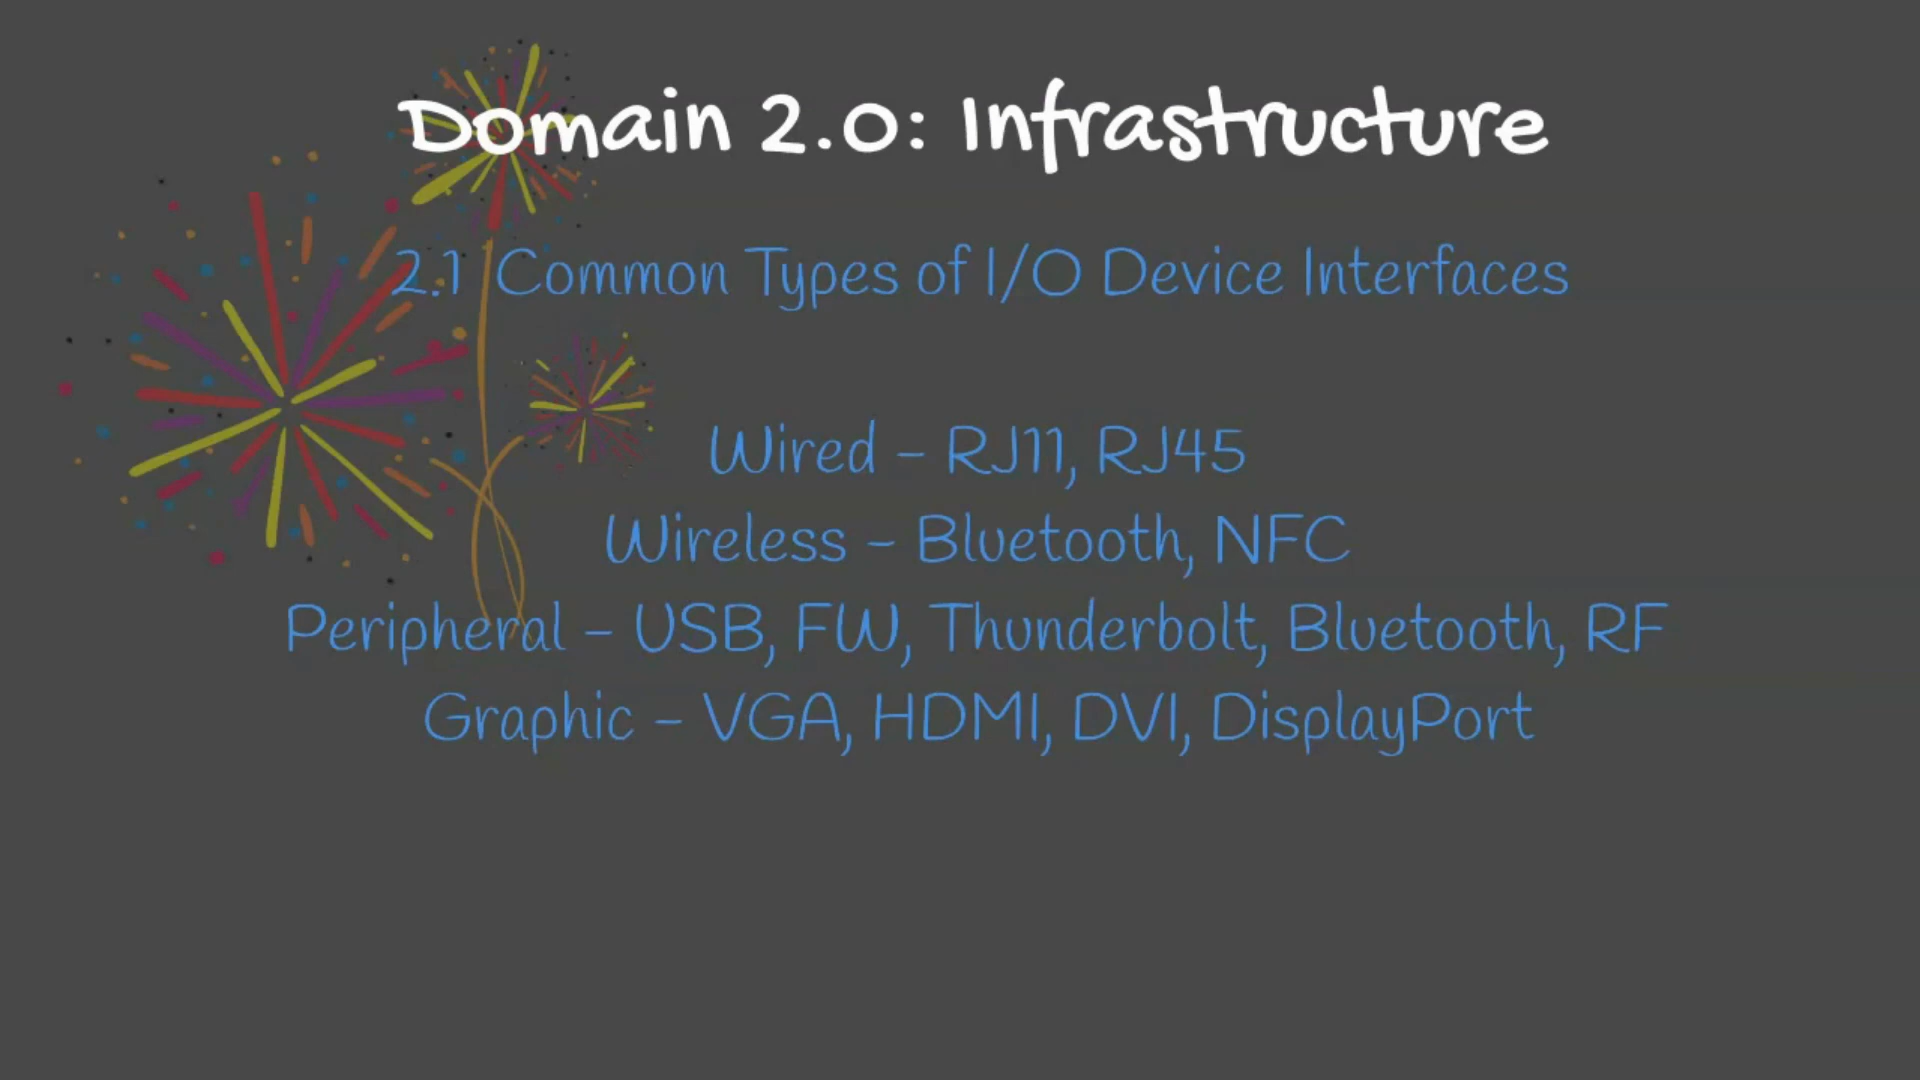 Domain 2.0: Infrastructure
2.1 Common Types of I/O Device Interfaces
Wired – RJ11, RJ45
Wireless – Bluetooth, NFC
Peripheral – USB, FW, Thunderbolt, Bluetooth, RF
Graphic – VGA, HDMI, DVI, DisplayPort